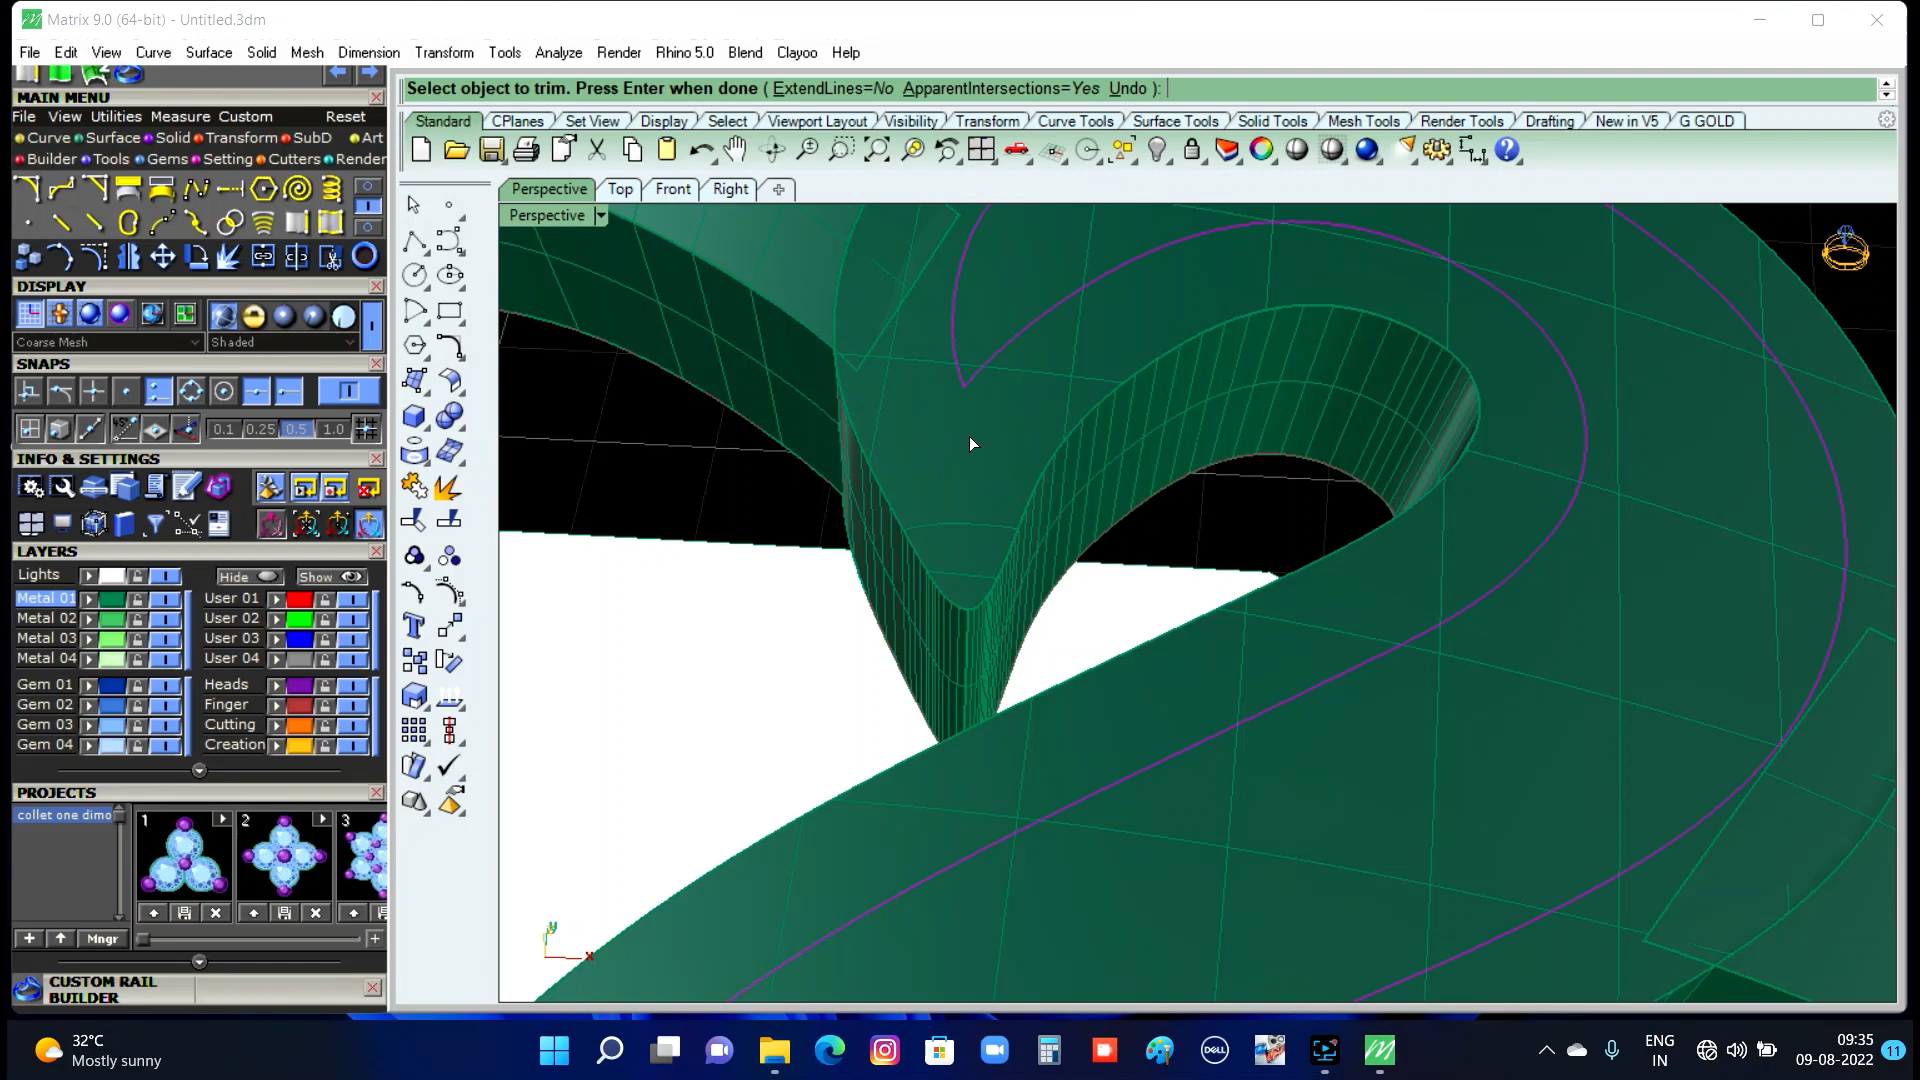 Matrix 9.0 (64-bit) - Untitled.3dm
File Edit View Curve Surface Solid Mesh Dimension Transform Tools Analyze Render Rhino 5.0 Blend Clayoo Help
Select object to trim. Press Enter when done ( ExtendLines=No ApparentIntersections=Yes Undo ):
MAIN MENU
File View Utilities Measure Custom Reset
Curve Surface Solid Transform SubD Art
Builder Tools Gems Setting Cutters Render
Standard CPlanes Set View Display Select Viewport Layout Visibility Transform Curve Tools Surface Tools Solid Tools Mesh Tools Render Tools Drafting New in V5 G GOLD
Perspective Top Front Right
Perspective
DISPLAY
Coarse Mesh Shaded
SNAPS
0.1 0.25 0.5 1.0
INFO & SETTINGS
LAYERS
Lights Hide Show
Metal 01 User 01
Metal 02 User 02
Metal 03 User 03
Metal 04 User 04
Gem 01 Heads
Gem 02 Finger
Gem 03 Cutting
Gem 04 Creation
PROJECTS
collet one dimo
1 2 3
Mngr
CUSTOM RAIL
BUILDER
y
x
32°C
Mostly sunny
DELL
ENG
IN
09:35
09-08-2022
11